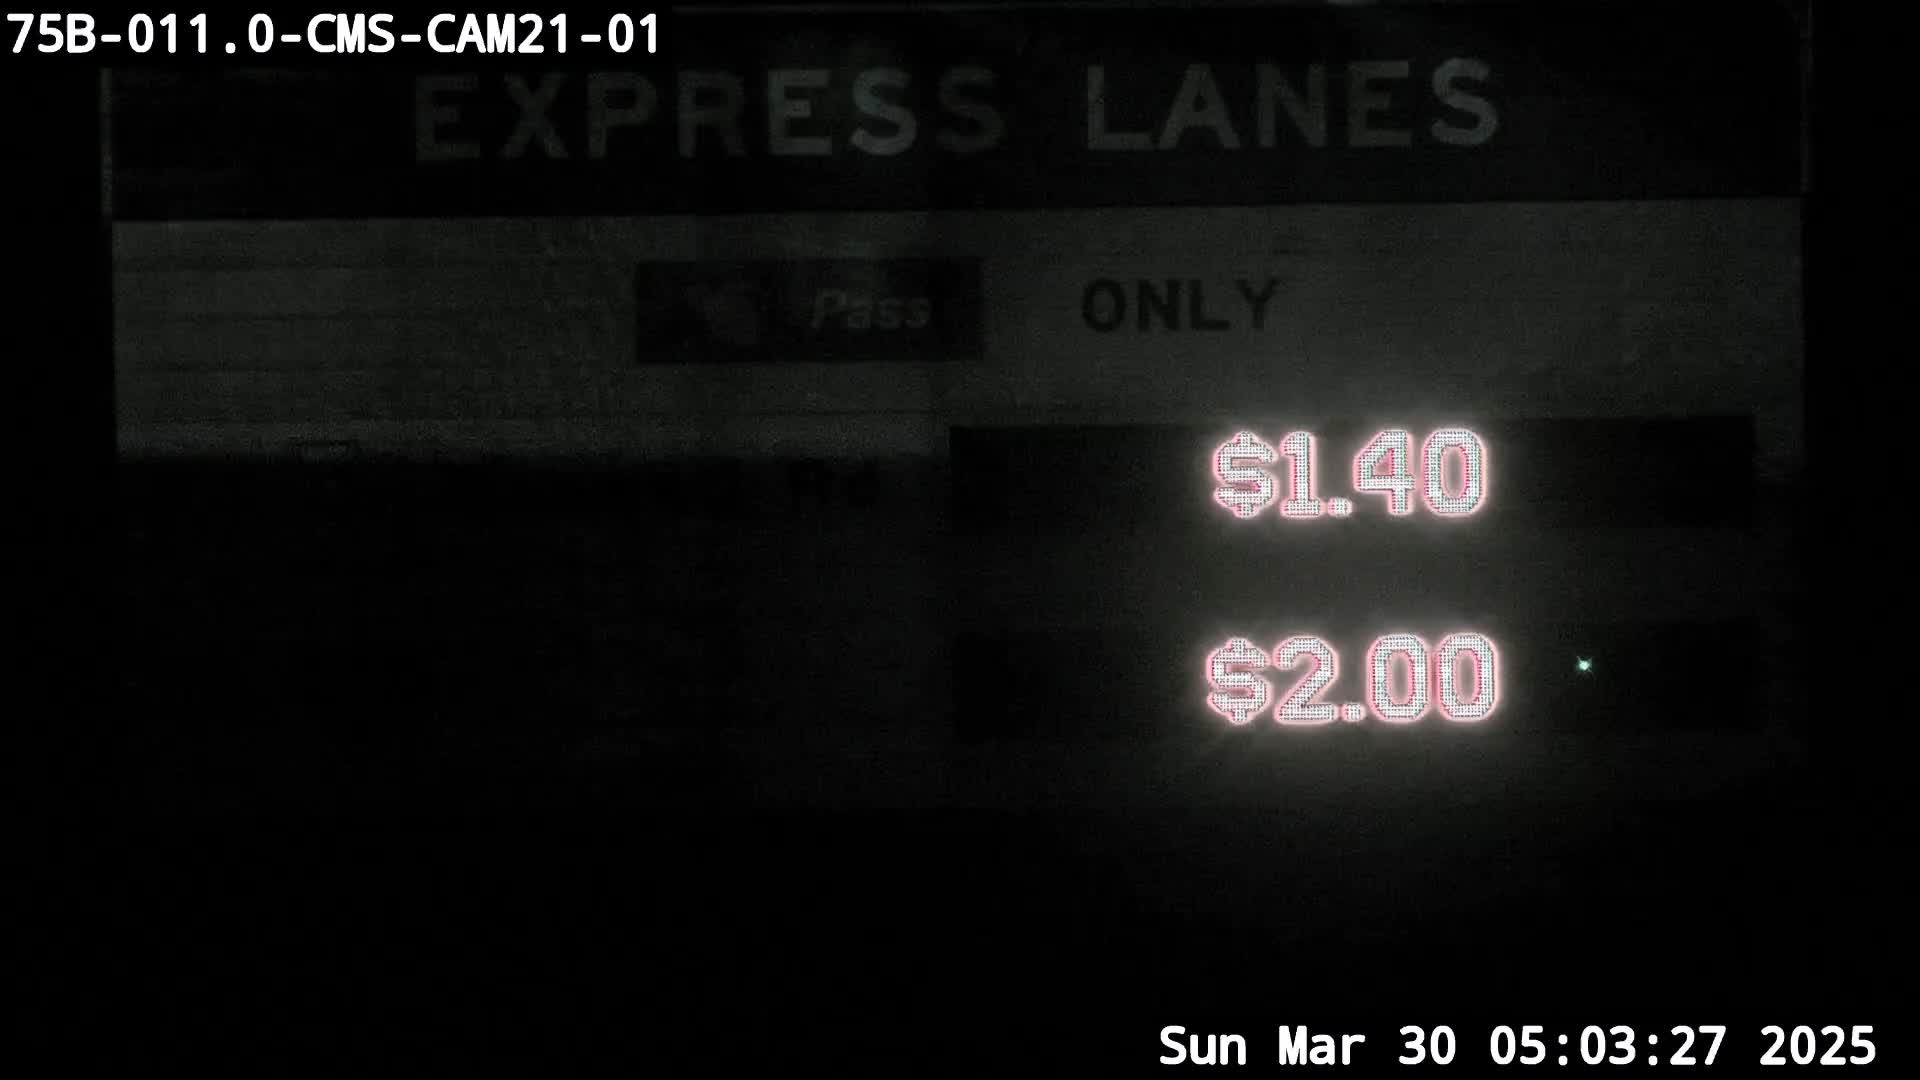 75B-011.0-CMS-CAM21-01
EXPRESS LANES
Pass ONLY
$1.40
$2.00
Sun Mar 30 05:03:27 2025